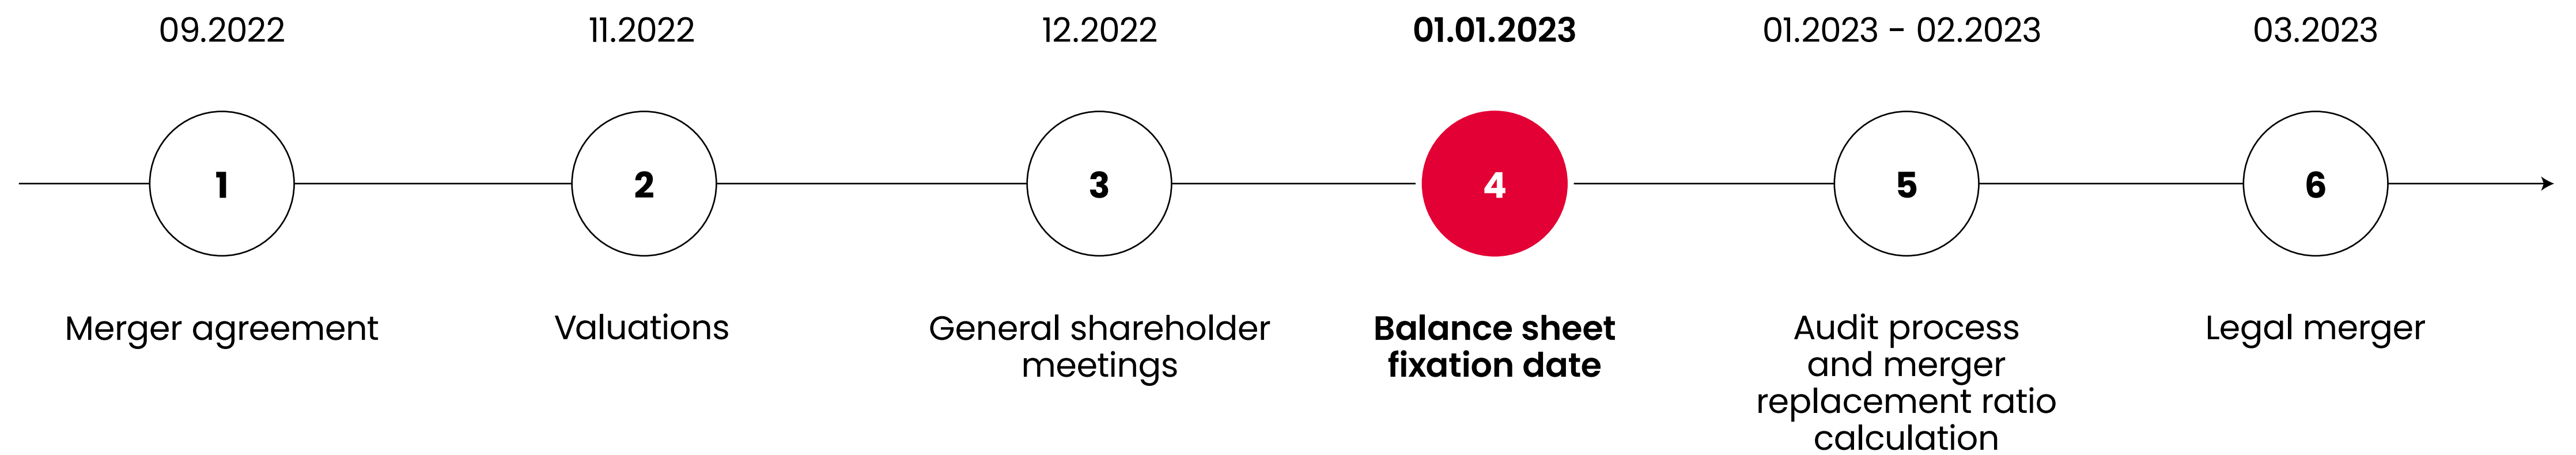 09.2022
11.2022
12.2022
01.01.2023
01.2023 - 02.2023
03.2023
1
2
3
4
5
6
Merger agreement
Valuations
General shareholder
meetings
Balance sheet
fixation date
Audit process
and merger
replacement ratio
calculation
Legal merger